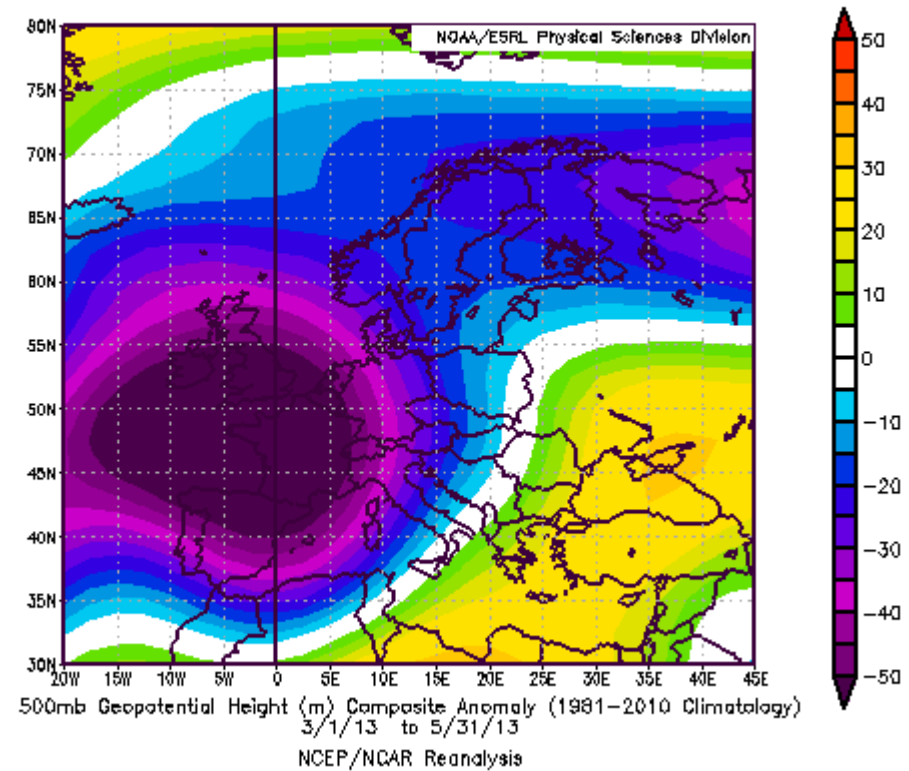 80N
NOAA/ESRL Physical Sciences Division
75N
70N
65N
60N
55N
50N
45N
40N
35N
30N
20W 15W 10W 5W 0 5E 10E 15E 20E 25E 30E 35E 40E 45E
50
40
30
20
10
0
-10
-20
-30
-40
-50
500mb Geopotential Height (m) Composite Anomaly (1981-2010 Climatology)
3/1/13 to 5/31/13
NCEP/NCAR Reanalysis